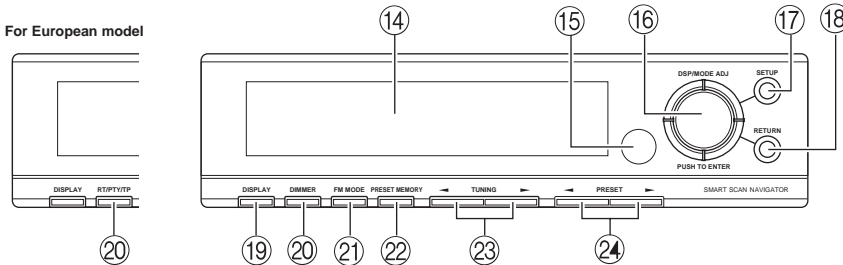 For European model
⑭ ⑮ ⑯ ⑰ ⑱
DSP/MODE ADJ
SETUP
RETURN
PUSH TO ENTER
DISPLAY RT/PTY/TP
DISPLAY DIMMER FM MODE PRESET MEMORY ◄ TUNING ► ◄ PRESET ► SMART SCAN NAVIGATOR
⑳ ⑲ ⑳ ㉑ ㉒ ㉓ ㉔